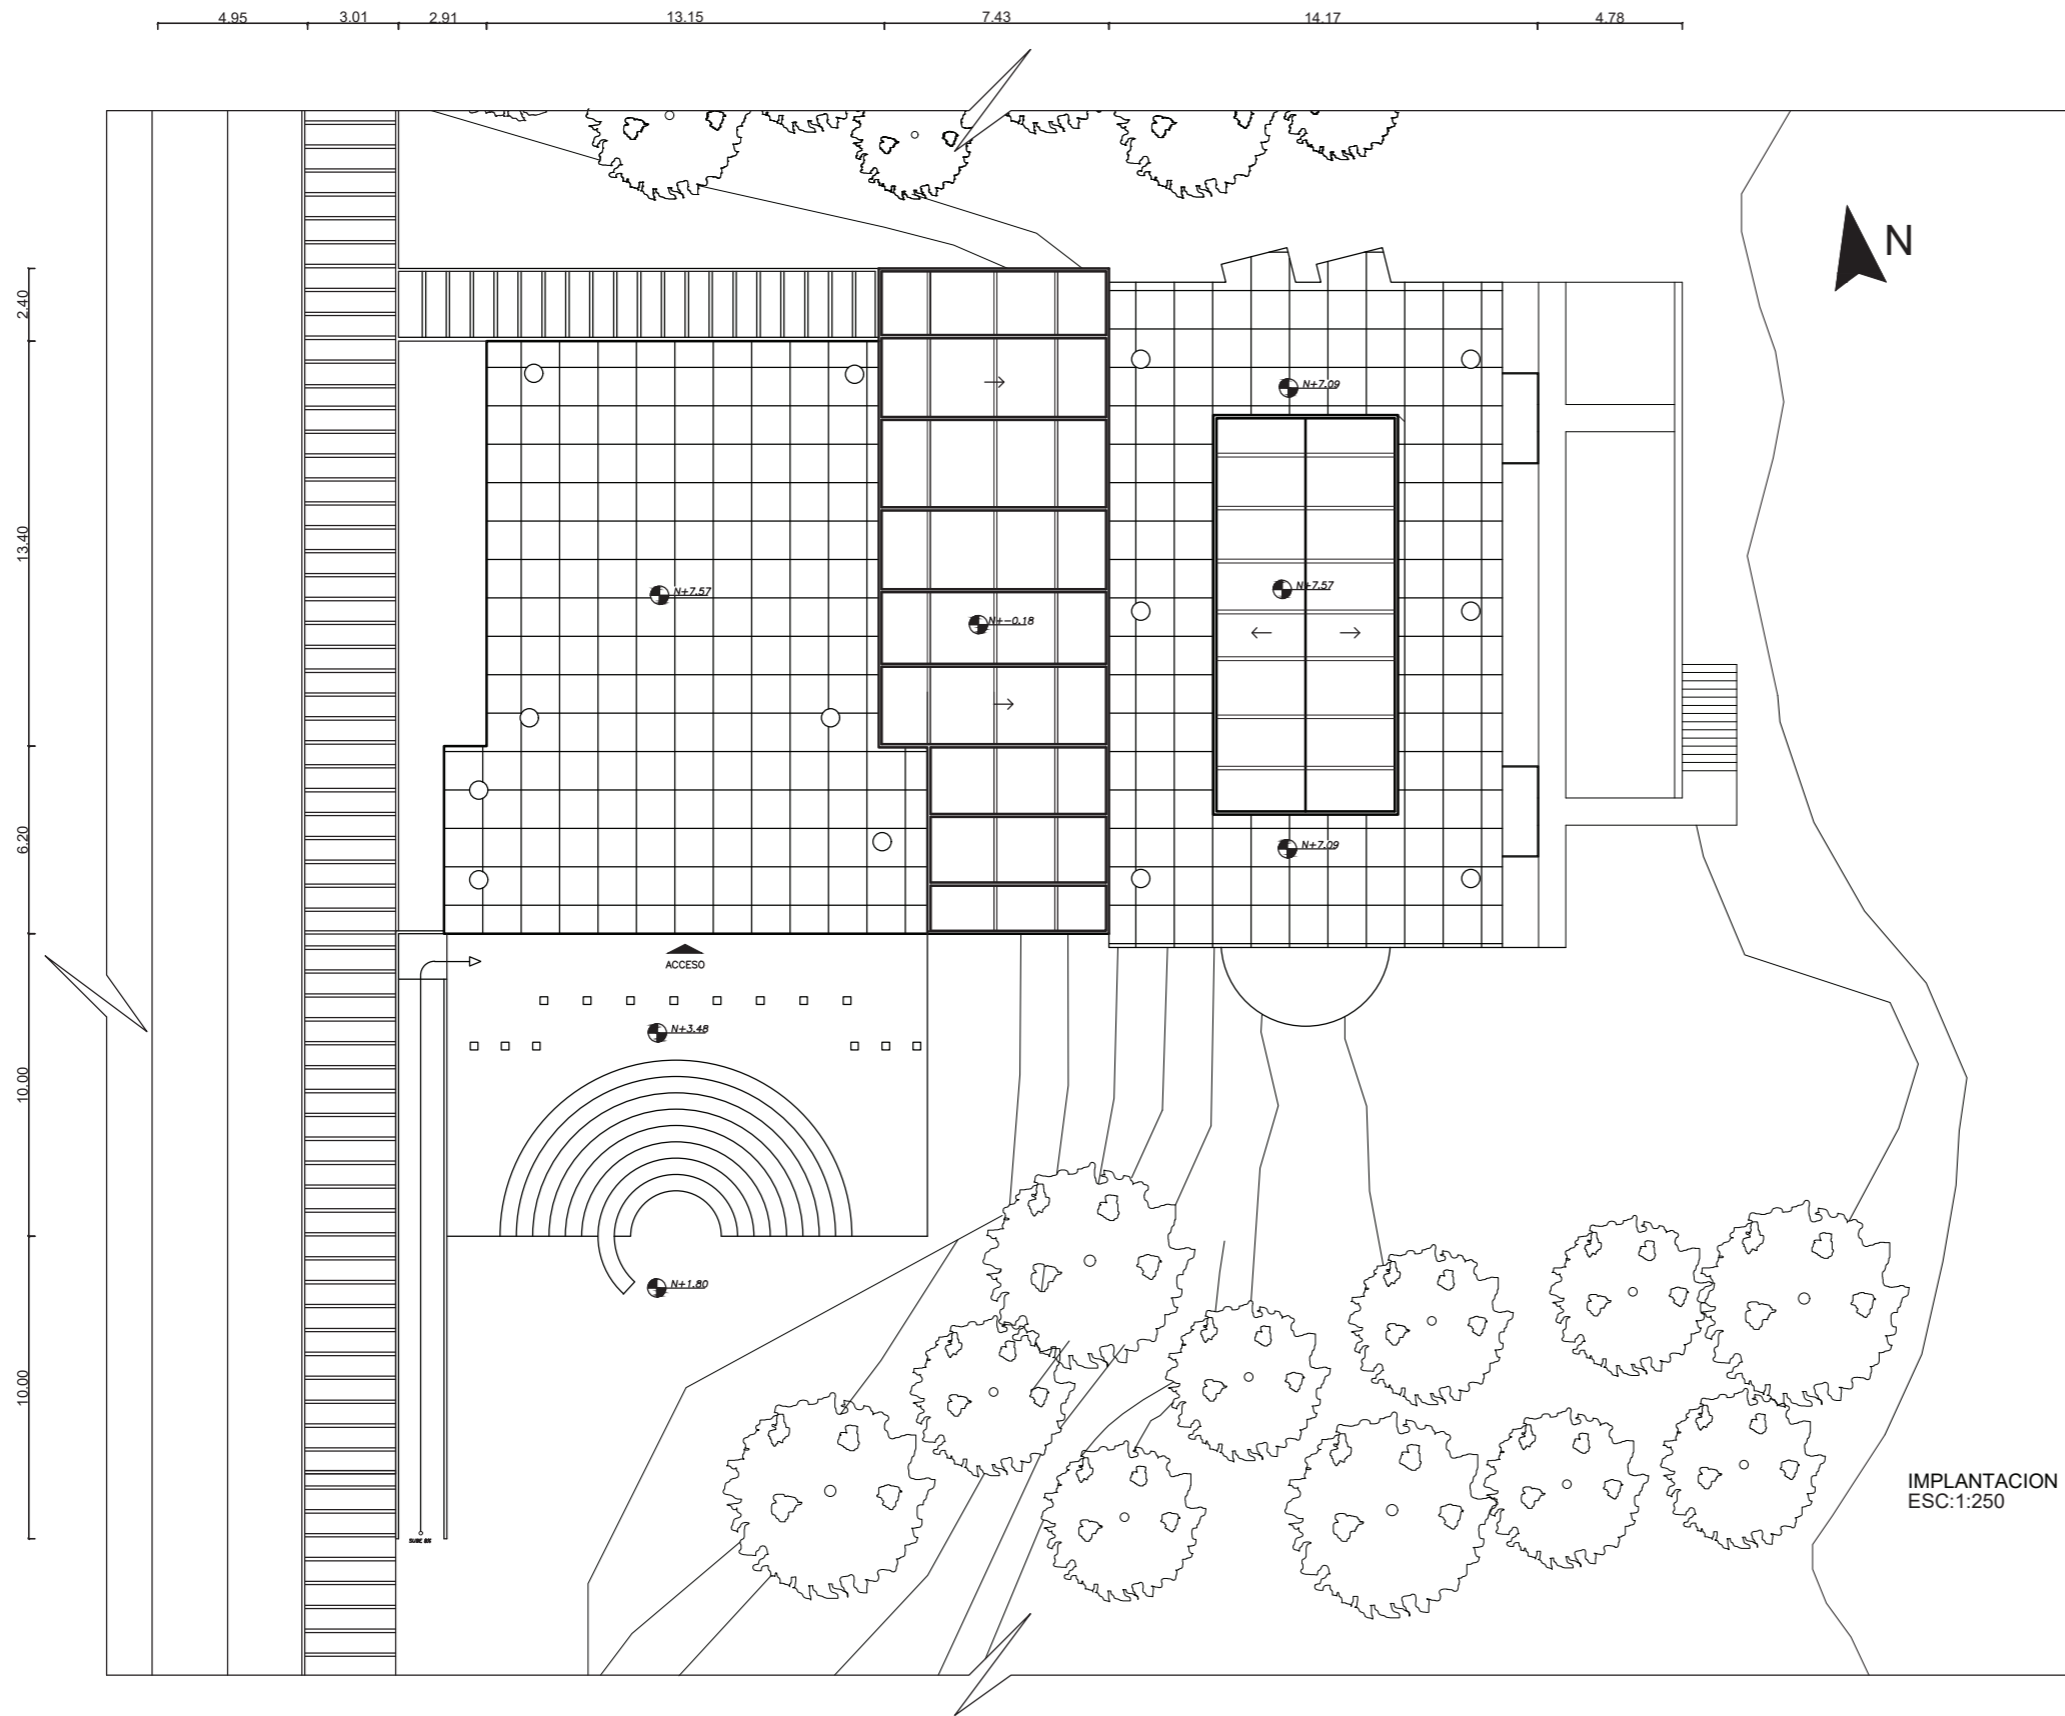 4.95 3.01 2.91 13.15 7.43 14.17 4.78
N
2.40
N+7.09
13.40
N+7.57
N+7.57
N+-0.18
6.20
N+7.09
ACCESO
N+3.48
10.00
N+1.80
10.00
IMPLANTACION
ESC:1:250
SUBE 8%